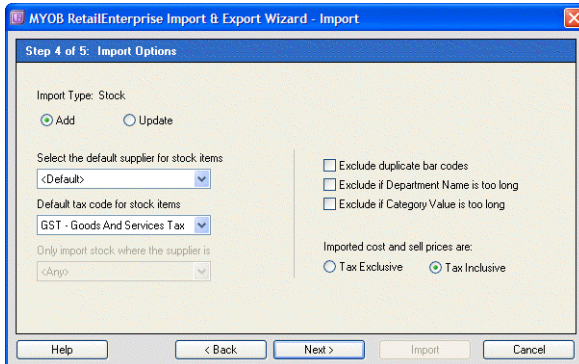 MYOB RetailEnterprise Import & Export Wizard - Import
Step 4 of 5: Import Options
Import Type: Stock
Add
Update
Select the default supplier for stock items
<Default>
Default tax code for stock items
GST - Goods And Services Tax
Only import stock where the supplier is
<Any>
Exclude duplicate bar codes
Exclude if Department Name is too long
Exclude if Category Value is too long
Imported cost and sell prices are:
Tax Exclusive
Tax Inclusive
Help
< Back
Next >
Import
Cancel